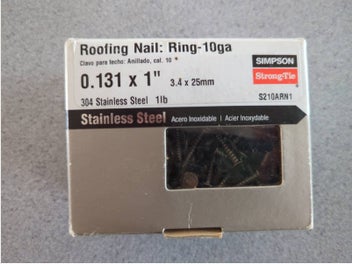 Roofing Nail: Ring-10ga
Clavo para techo: Anillado, cal. 10 *
SIMPSON
Strong-Tie
0.131 x 1" 3.4 x 25mm
304 Stainless Steel 1lb
S210ARN1
Stainless Steel Acero Inoxidable | Acier Inoxydable